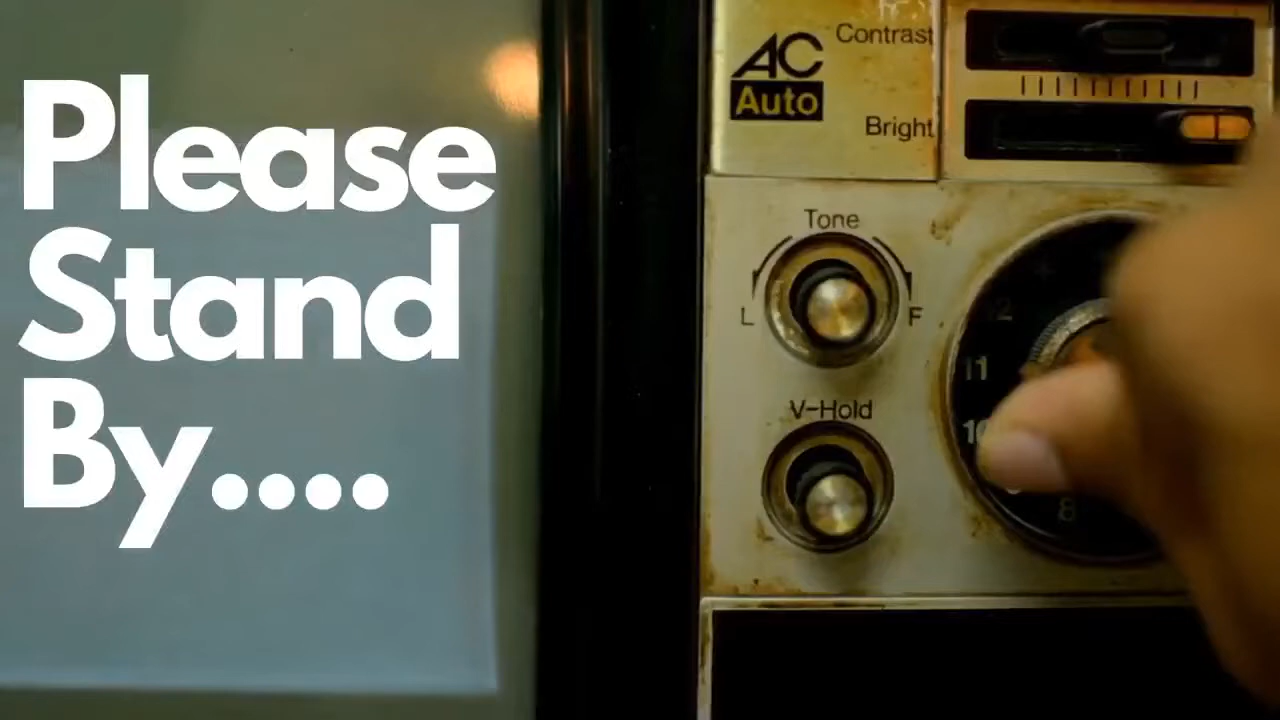 Please
Stand
By....
AC
Auto
Contrast
Bright
Tone
L
F
V-Hold
2
11
10
8